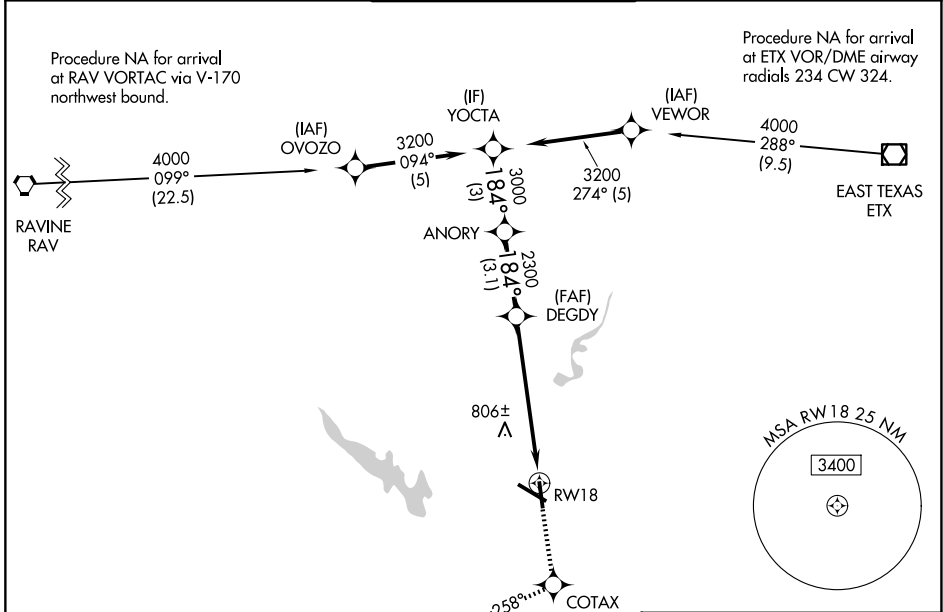 Procedure NA for arrival
at RAV VORTAC via V-170
northwest bound.
Procedure NA for arrival
at ETX VOR/DME airway
radials 234 CW 324.
(IF)
YOCTA
(IAF)
VEWOR
(IAF)
OVOZO
3200
094°
(5)
4000
099°
(22.5)
4000
288°
(9.5)
3200
274° (5)
RAVINE
RAV
EAST TEXAS
ETX
3000
184°
(3)
ANORY
2300
184°
(3.1)
(FAF)
DEGDY
806±
MSA RW18 25 NM
3400
RW18
258°
COTAX